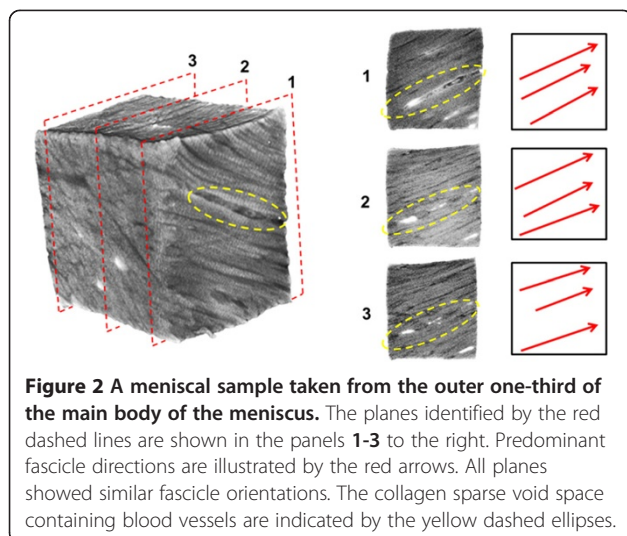 3
2
1
1
2
3
Figure 2 A meniscal sample taken from the outer one-third of
the main body of the meniscus. The planes identified by the red
dashed lines are shown in the panels 1-3 to the right. Predominant
fascicle directions are illustrated by the red arrows. All planes
showed similar fascicle orientations. The collagen sparse void space
containing blood vessels are indicated by the yellow dashed ellipses.